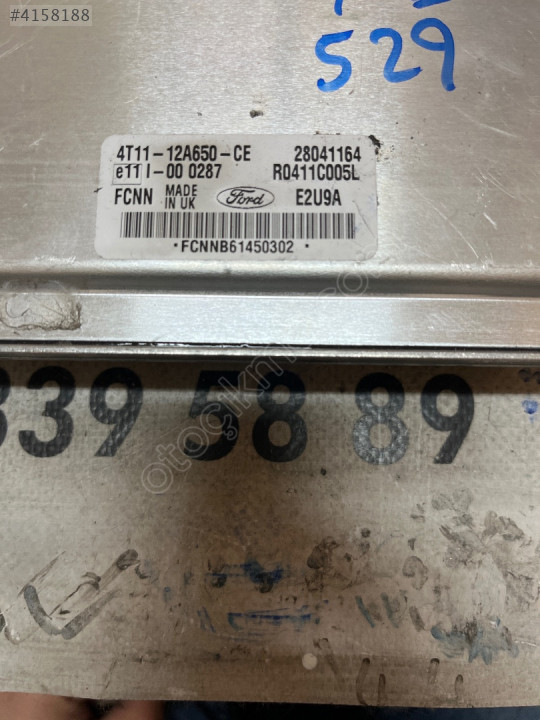 #4158188
529
4T11-12A650-CE 28041164
e11 I-00 0287 R0411C005L
FCNN MADE IN UK Ford E2U9A
*FCNNB61450302*
339 58 89